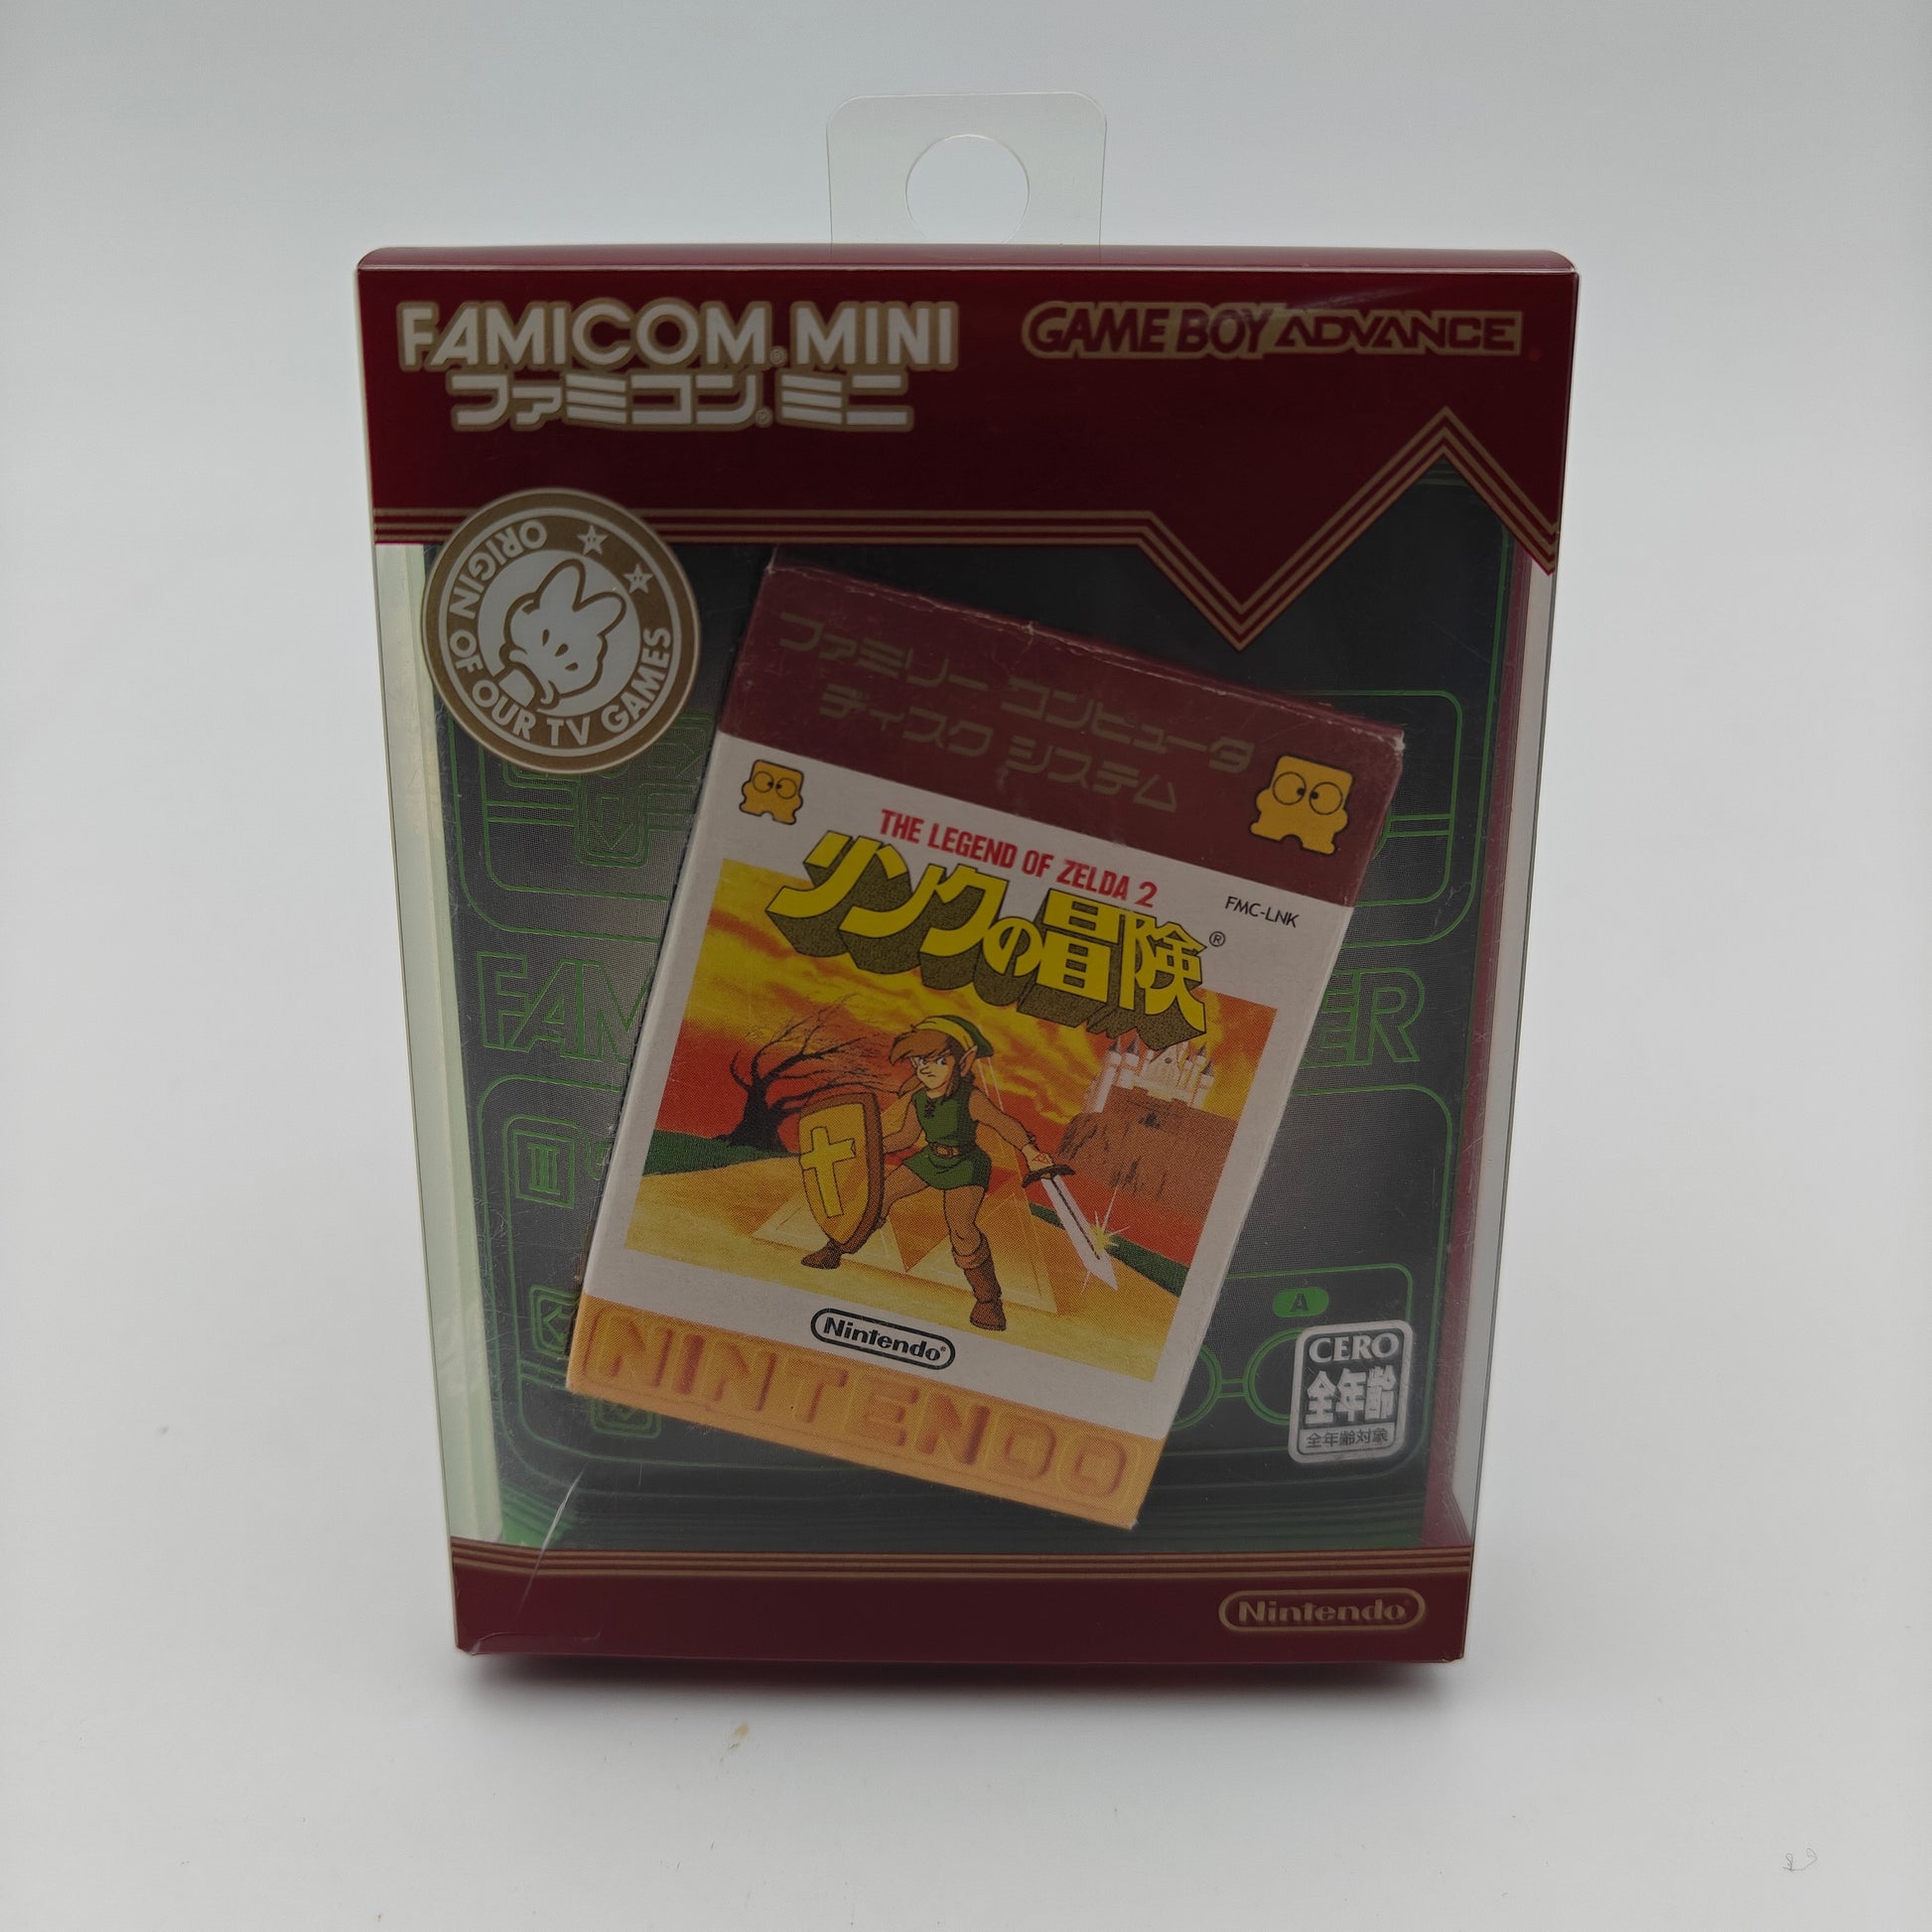 FAMICOM® MINI
GAME BOY ADVANCE
ファミコン® ミニ
ORIGIN OF OUR TV GAMES
ファミリー コンピュータ
ディスク システム
THE LEGEND OF ZELDA 2
リンクの冒険®
FMC-LNK
Nintendo®
NINTENDO
A
CERO
全年齢
全年齢対象
Nintendo®